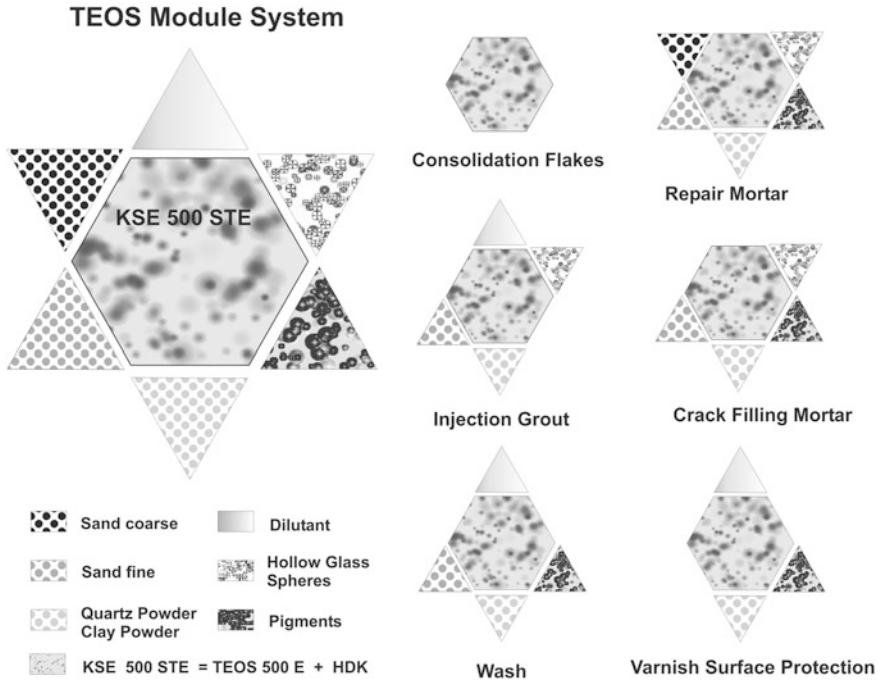 TEOS Module System
KSE 500 STE
Consolidation Flakes
Repair Mortar
Injection Grout
Crack Filling Mortar
Sand coarse
Dilutant
Sand fine
Hollow Glass
Spheres
Quartz Powder
Clay Powder
Pigments
KSE 500 STE = TEOS 500 E + HDK
Wash
Varnish Surface Protection